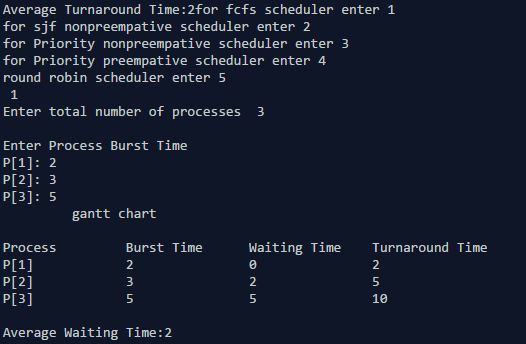 Average Turnaround Time:2for fcfs scheduler enter 1
for sjf nonpreempative scheduler enter 2
for Priority nonpreempative scheduler enter 3
for Priority preempative scheduler enter 4
round robin scheduler enter 5
1
Enter total number of processes  3
Enter Process Burst Time
P[1]: 2
P[2]: 3
P[3]: 5
gantt chart
Process Burst Time Waiting Time Turnaround Time
P[1] 2 0 2
P[2] 3 2 5
P[3] 5 5 10
Average Waiting Time:2